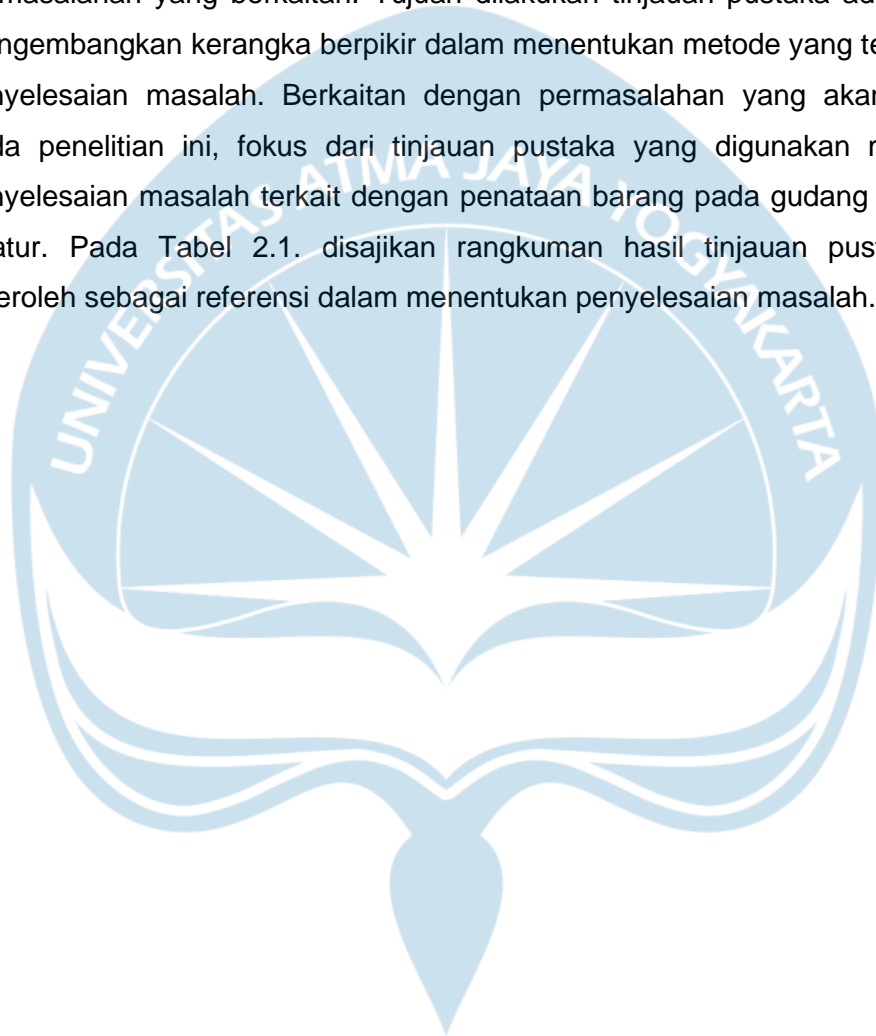 masalahan yang berkaitan. Tujuan dilakukan tinjauan pustaka
ngembangkan kerangka berpikir dalam menentukan metode yang
nyelesaian masalah. Berkaitan dengan permasalahan yang akan
da penelitian ini, fokus dari tinjauan pustaka yang digunakan
nyelesaian masalah terkait dengan penataan barang pada gudang
atur. Pada Tabel 2.1. disajikan rangkuman hasil tinjauan pust
eroleh sebagai referensi dalam menentukan penyelesaian masalah.
UNIVERSITAS ATMA JAYA YOGYAKARTA